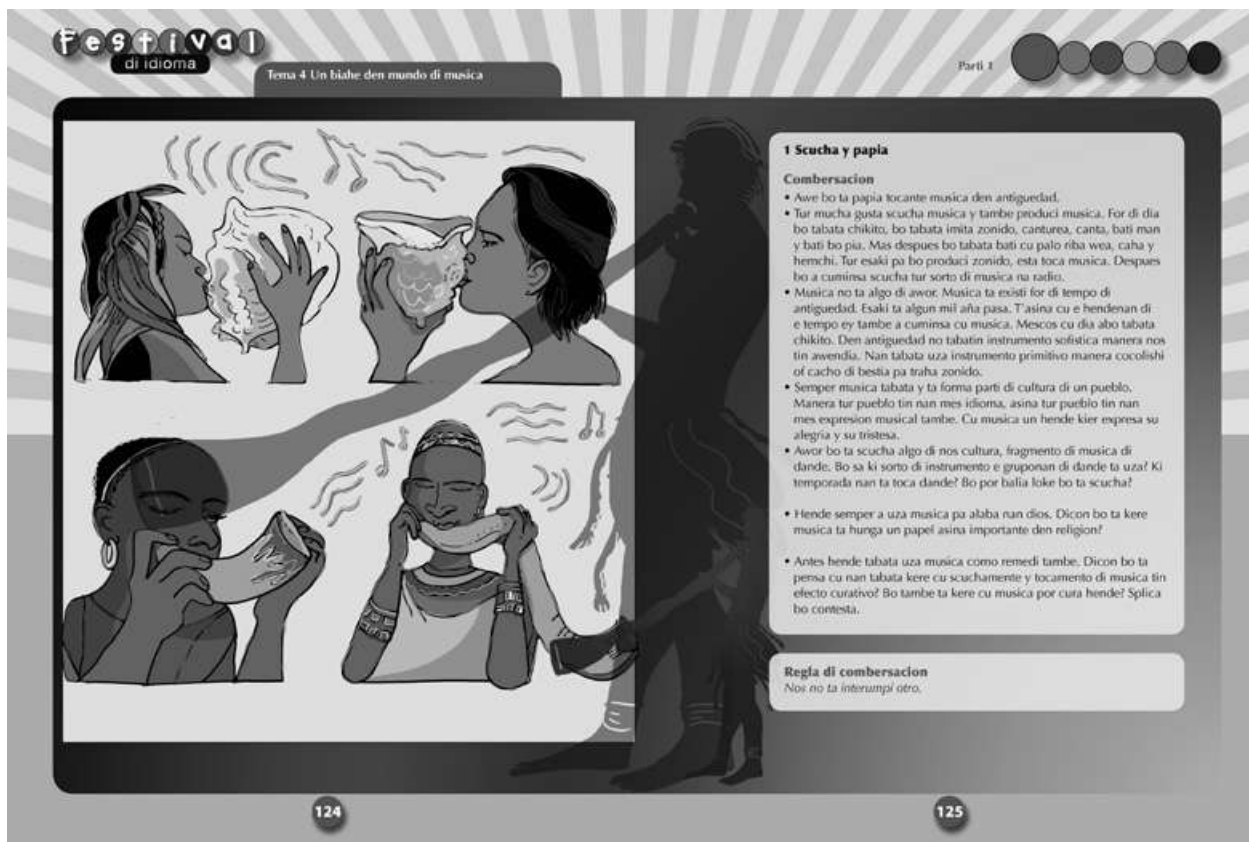 Festival
di idioma
Tema 4 Un biahe den mundo di musica
Parti 1
1 Scucha y papia
Combersacion
• Awe bo ta papia tocante musica den antiguedad.
• Tur mucha gusta scucha musica y tambe produci musica. For di dia
bo tabata chikito, bo tabata imita zonido, canturea, canta, bati man
y bati bo pia. Mas despues bo tabata bati cu palo riba wea, caha y
hemchi. Tur esaki pa bo produci zonido, esta toca musica. Despues
bo a cuminsa scucha tur sorto di musica na radio.
• Musica no ta algo di awor. Musica ta existi for di tempo di
antiguedad. Esaki ta algun mil aña pasa. T'asina cu e hendenan di
e tempo ey tambe a cuminsa cu musica. Mescos cu dia abo tabata
chikito. Den antiguedad no tabatin instrumento sofistica manera nos
tin awendia. Nan tabata uza instrumento primitivo manera cocolishi
of cacho di bestia pa traha zonido.
• Semper musica tabata y ta forma parti di cultura di un pueblo.
Manera tur pueblo tin nan mes idioma, asina tur pueblo tin nan
mes expresion musical tambe. Cu musica un hende kier expresa su
alegria y su tristesa.
• Awor bo ta scucha algo di nos cultura, fragmento di musica di
dande. Bo sa ki sorto di instrumento e gruponan di dande ta uza? Ki
temporada nan ta toca dande? Bo por balia loke bo ta scucha?
• Hende semper a uza musica pa alaba nan dios. Dicon bo ta kere
musica ta hunga un papel asina importante den religion?
• Antes hende tabata uza musica como remedi tambe. Dicon bo ta
pensa cu nan tabata kere cu scuchamente y tocamento di musica tin
efecto curativo? Bo tambe ta kere cu musica por cura hende? Splica
bo contesta.
Regla di combersacion
Nos no ta interumpi otro.
124
125